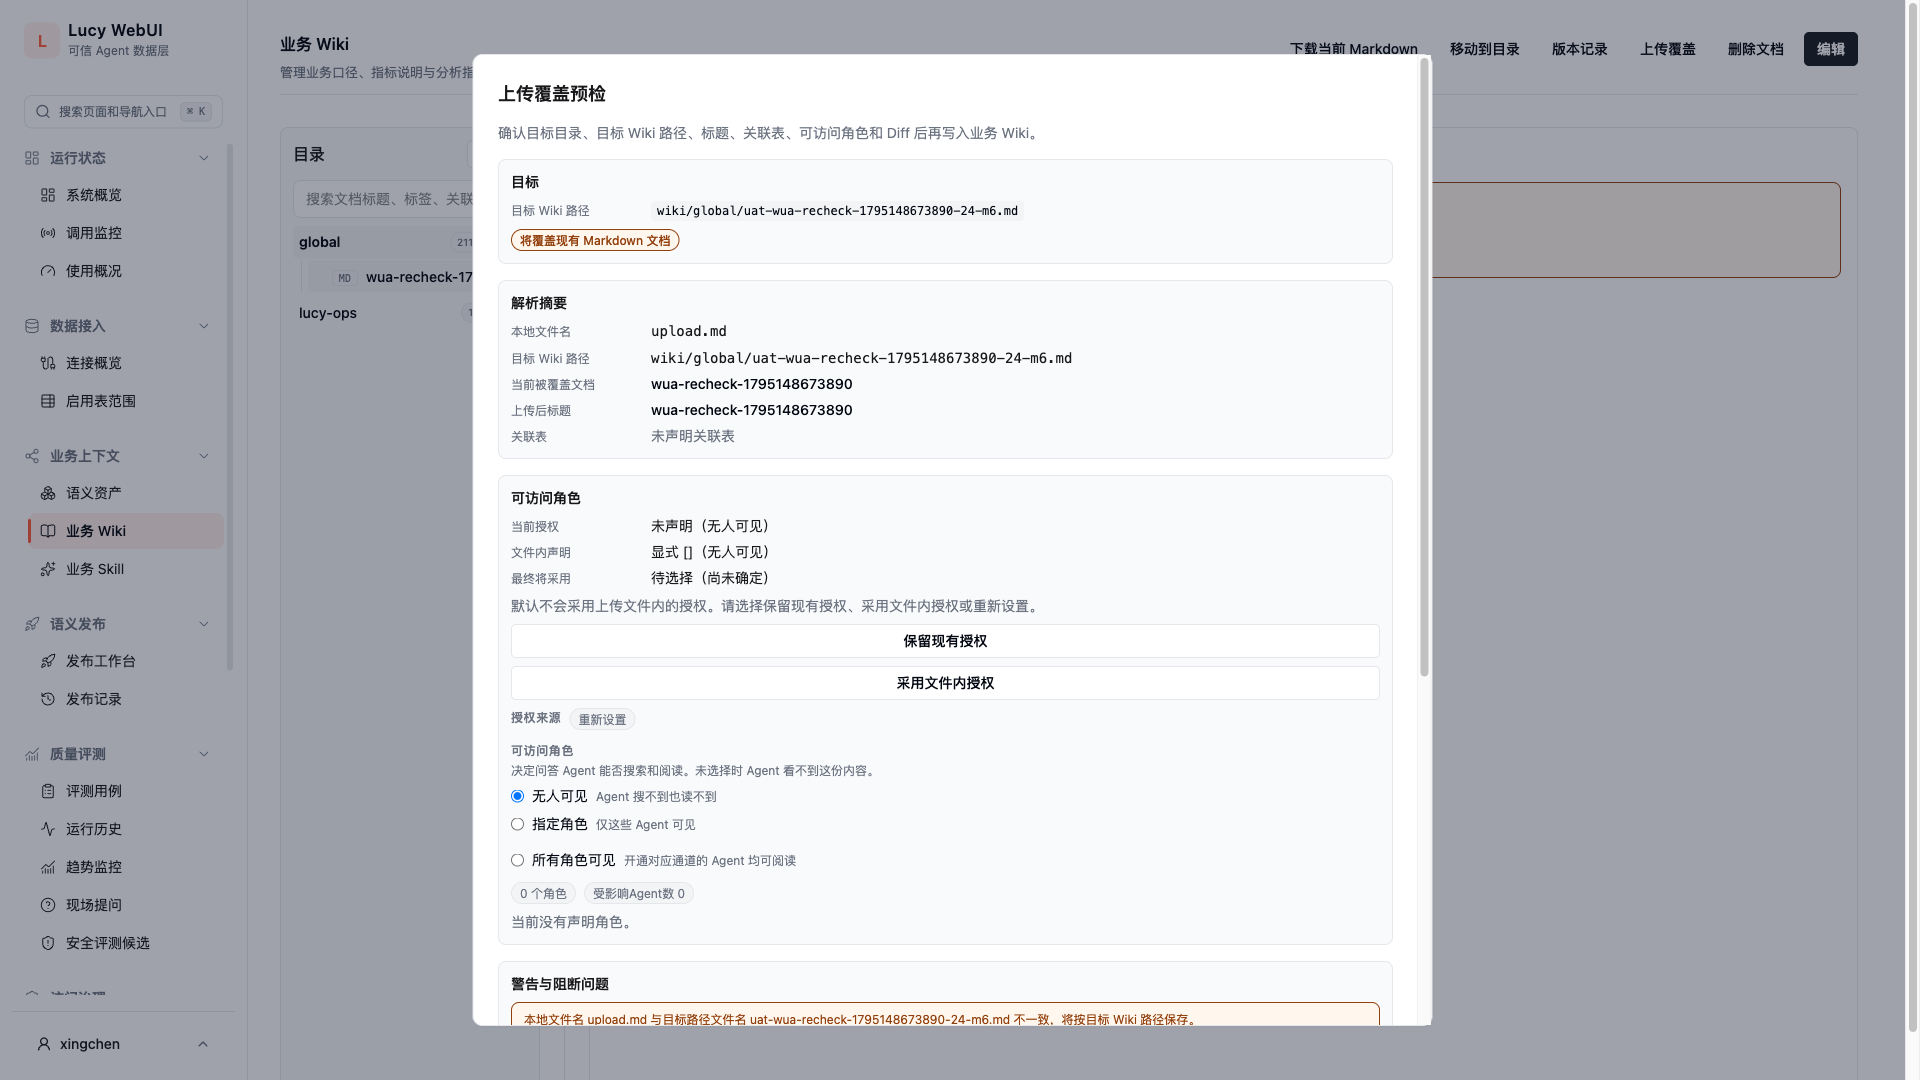 L
Lucy WebUI
可信 Agent 数据层
搜索页面和导航入口
⌘ K
运行状态
系统概览
调用监控
使用概况
数据接入
连接概览
启用表范围
业务上下文
语义资产
业务 Wiki
业务 Skill
语义发布
发布工作台
发布记录
质量评测
评测用例
运行历史
趋势监控
现场提问
安全评测候选
xingchen
业务 Wiki
管理业务口径、指标说明与分析指
下载当前 Markdown
移动到目录
版本记录
上传覆盖
删除文档
编辑
目录
搜索文档标题、标签、关联
global
211
MD
wua-recheck-17
lucy-ops
上传覆盖预检
确认目标目录、目标 Wiki 路径、标题、关联表、可访问角色和 Diff 后再写入业务 Wiki。
目标
目标 Wiki 路径
wiki/global/uat-wua-recheck-1795148673890-24-m6.md
将覆盖现有 Markdown 文档
解析摘要
本地文件名
upload.md
目标 Wiki 路径
wiki/global/uat-wua-recheck-1795148673890-24-m6.md
当前被覆盖文档
wua-recheck-1795148673890
上传后标题
wua-recheck-1795148673890
关联表
未声明关联表
可访问角色
当前授权
未声明（无人可见）
文件内声明
显式 []（无人可见）
最终将采用
待选择（尚未确定）
默认不会采用上传文件内的授权。请选择保留现有授权、采用文件内授权或重新设置。
保留现有授权
采用文件内授权
授权来源
重新设置
可访问角色
决定问答 Agent 能否搜索和阅读。未选择时 Agent 看不到这份内容。
无人可见 Agent 搜不到也读不到
指定角色 仅这些 Agent 可见
所有角色可见 开通对应通道的 Agent 均可阅读
0 个角色
受影响Agent数 0
当前没有声明角色。
警告与阻断问题
本地文件名 upload.md 与目标路径文件名 uat-wua-recheck-1795148673890-24-m6.md 不一致，将按目标 Wiki 路径保存。